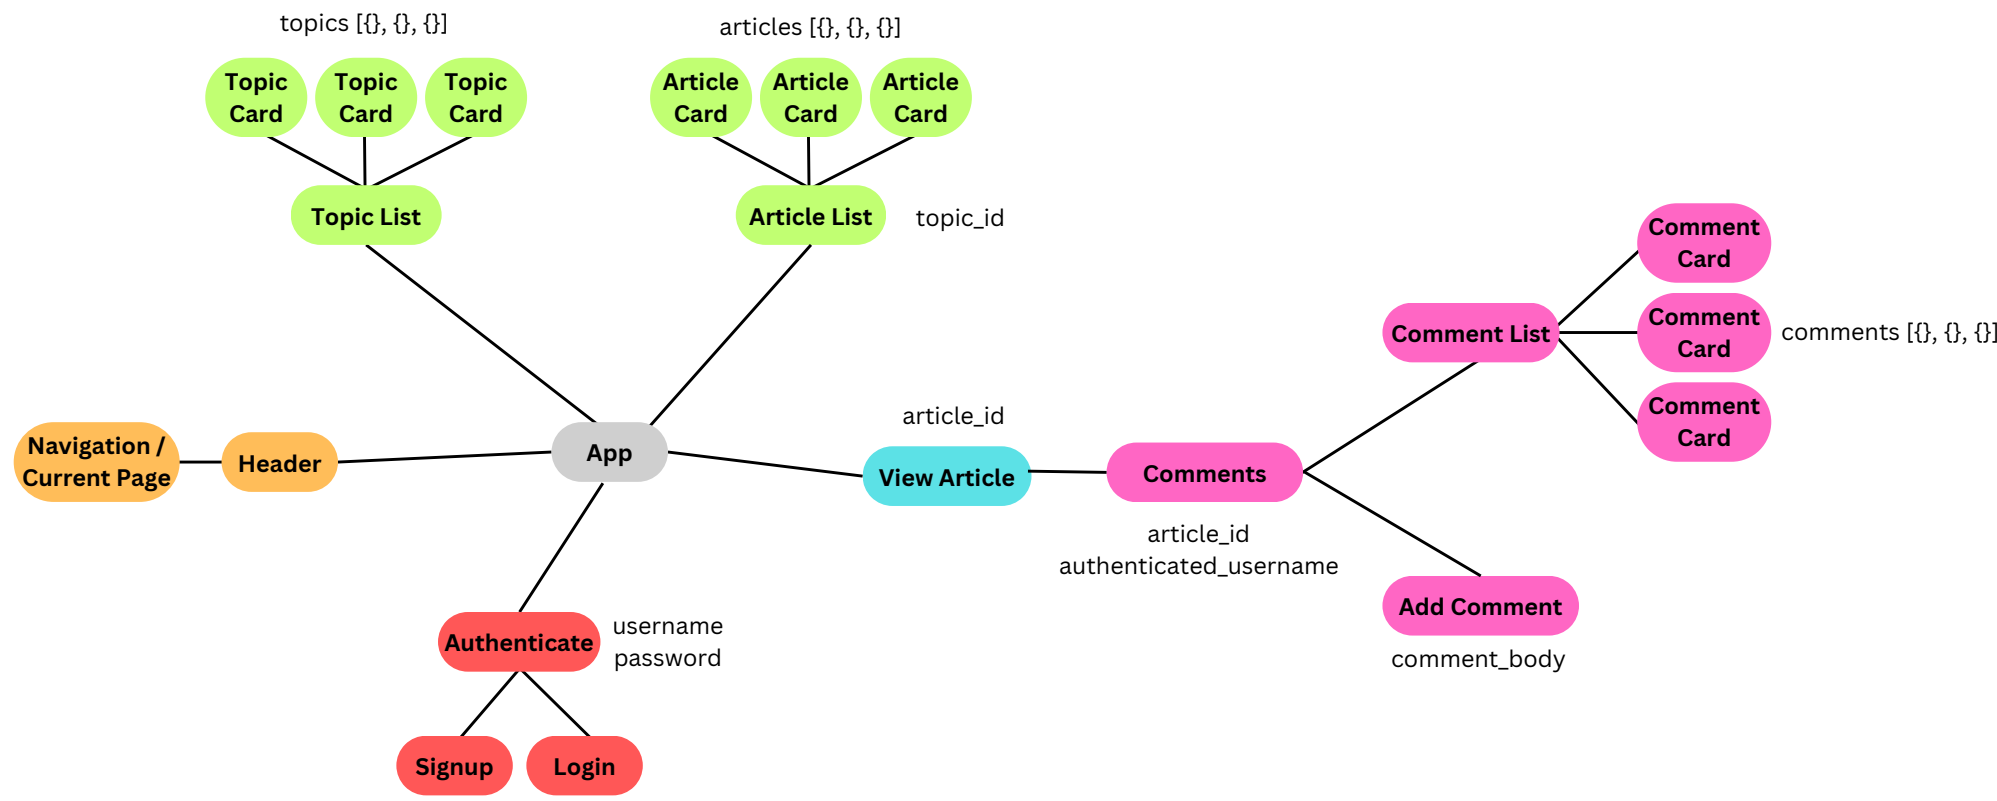 topics [{}, {}, {}]
articles [{}, {}, {}]
Topic
Card
Topic
Card
Topic
Card
Article
Card
Article
Card
Article
Card
Topic List
Article List
topic_id
Comment
Card
Comment List
Comment
Card
comments [{}, {}, {}]
Comment
Card
Navigation /
Current Page
Header
App
article_id
View Article
Comments
article_id
authenticated_username
Add Comment
comment_body
Authenticate
username
password
Signup
Login